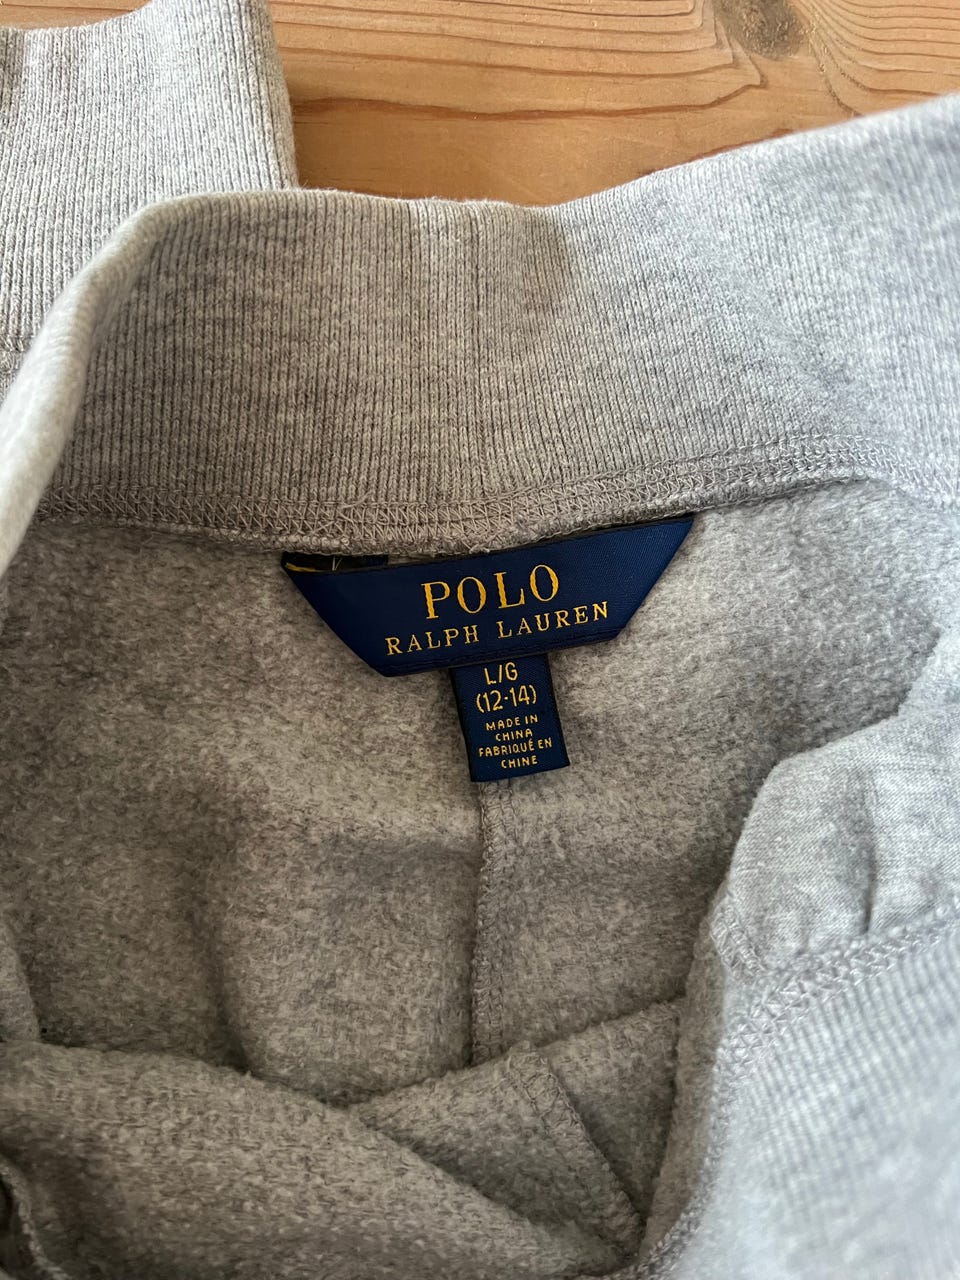 POLO
RALPH LAUREN
L/G
(12-14)
MADE IN
CHINA
FABRIQUÉ EN
CHINE